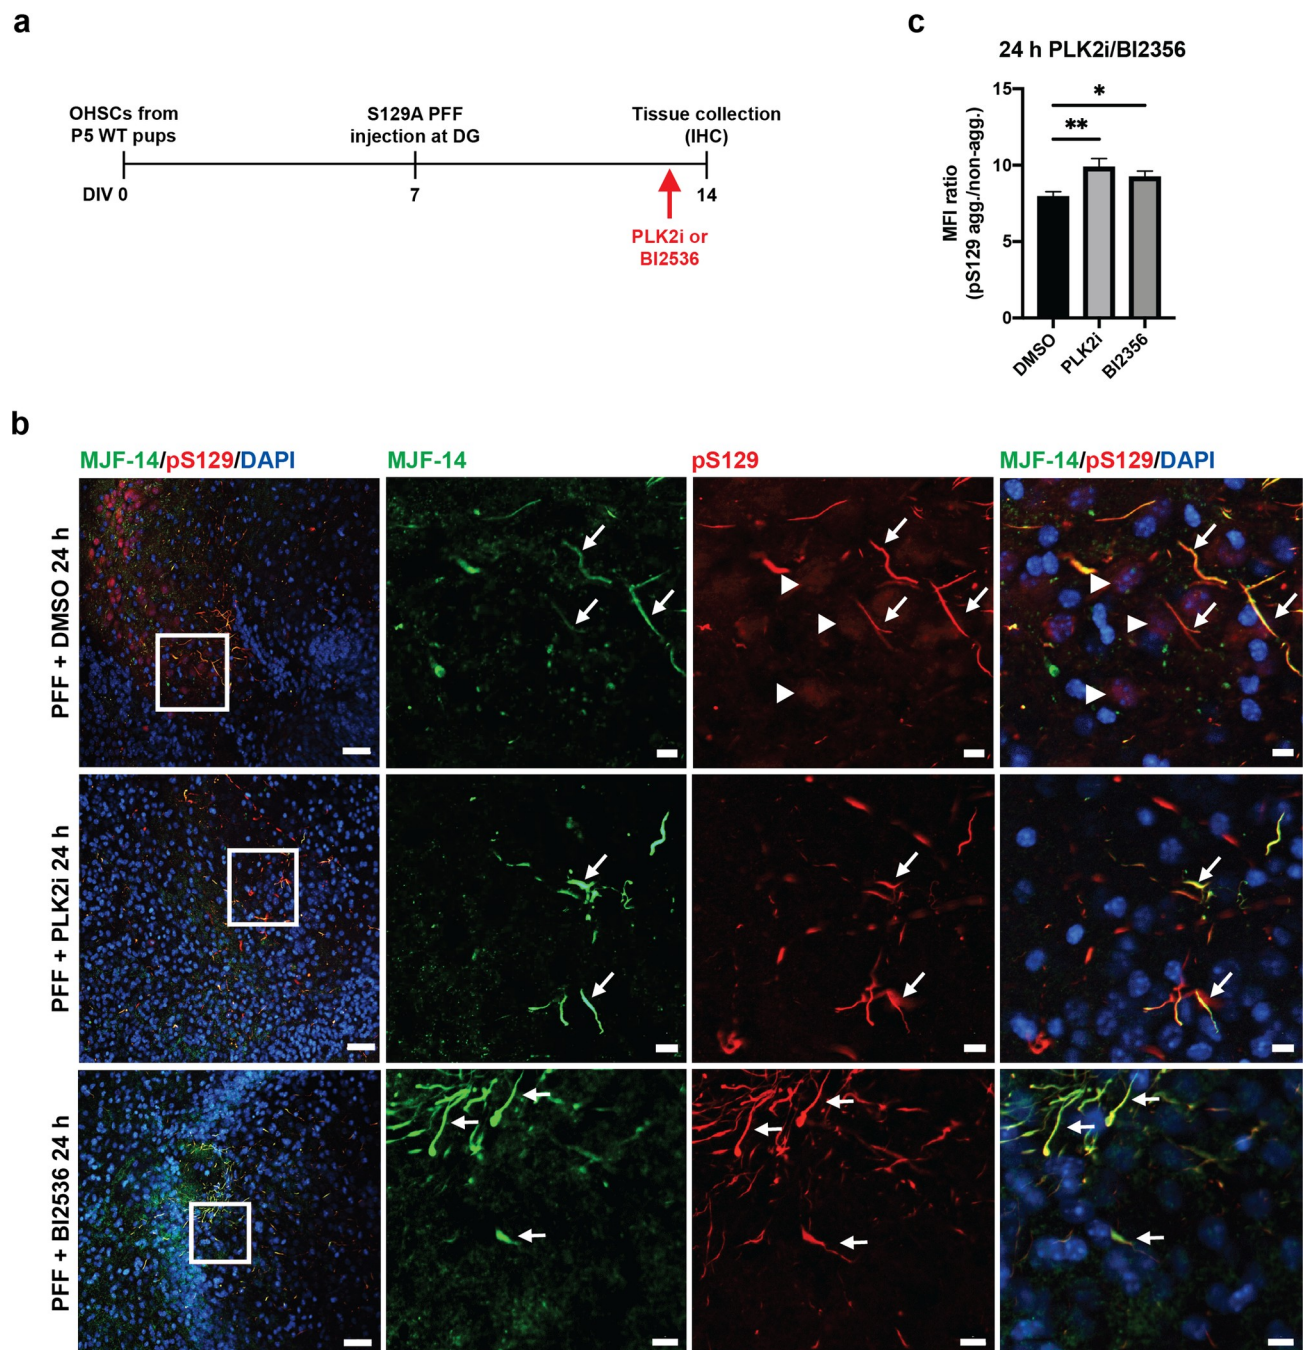 a
OHSCs from
P5 WT pups
S129A PFF
injection at DG
Tissue collection
(IHC)
DIV 0
7
14
PLK2i or
BI2536
c
24 h PLK2i/BI2356
15
10
5
0
MFI ratio
(pS129 agg./non-agg.)
*
**
DMSO
PLK2i
BI2356
b
MJF-14/pS129/DAPI
MJF-14
pS129
MJF-14/pS129/DAPI
PFF + DMSO 24 h
PFF + PLK2i 24 h
PFF + BI2536 24 h